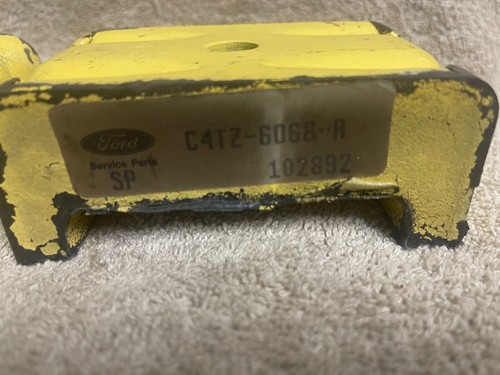 Ford C4TZ-6068-A
Service Parts
SP 102892